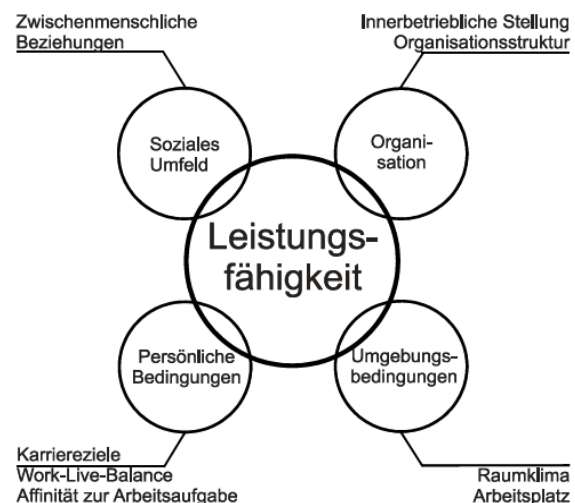 Zwischenmenschliche
Beziehungen
Innerbetriebliche Stellung
Organisationsstruktur
Soziales
Umfeld
Organi-
sation
Leistungs-
fähigkeit
Persönliche
Bedingungen
Umgebungs-
bedingungen
Karriereziele
Work-Live-Balance
Affinität zur Arbeitsaufgabe
Raumklima
Arbeitsplatz